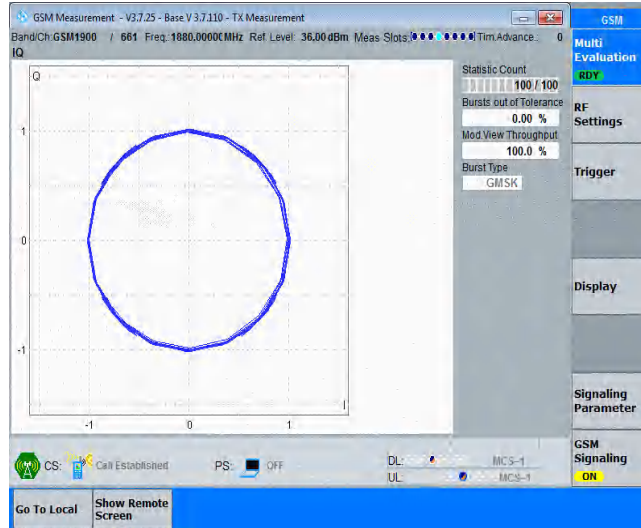 GSM Measurement - V3.7.25 - Base V 3.7.110 - TX Measurement
GSM
Band/Ch: GSM1900 / 661 Freq.: 1880.0000(MHz Ref. Level: 36.00 dBm Meas Slots: Tim.Advance: 0
IQ
Multi
Evaluation
RDY
RF
Settings
Trigger
Display
Signaling
Parameter
GSM
Signaling
ON
Statistic Count
100 / 100
Bursts out of Tolerance
0.00 %
Mod.View Throughput
100.0 %
Burst Type
GMSK
Q
1
0
-1
I
-1
0
1
CS: Call Established PS: OFF
DL: MCS-1
UL: MCS-1
Go To Local
Show Remote
Screen